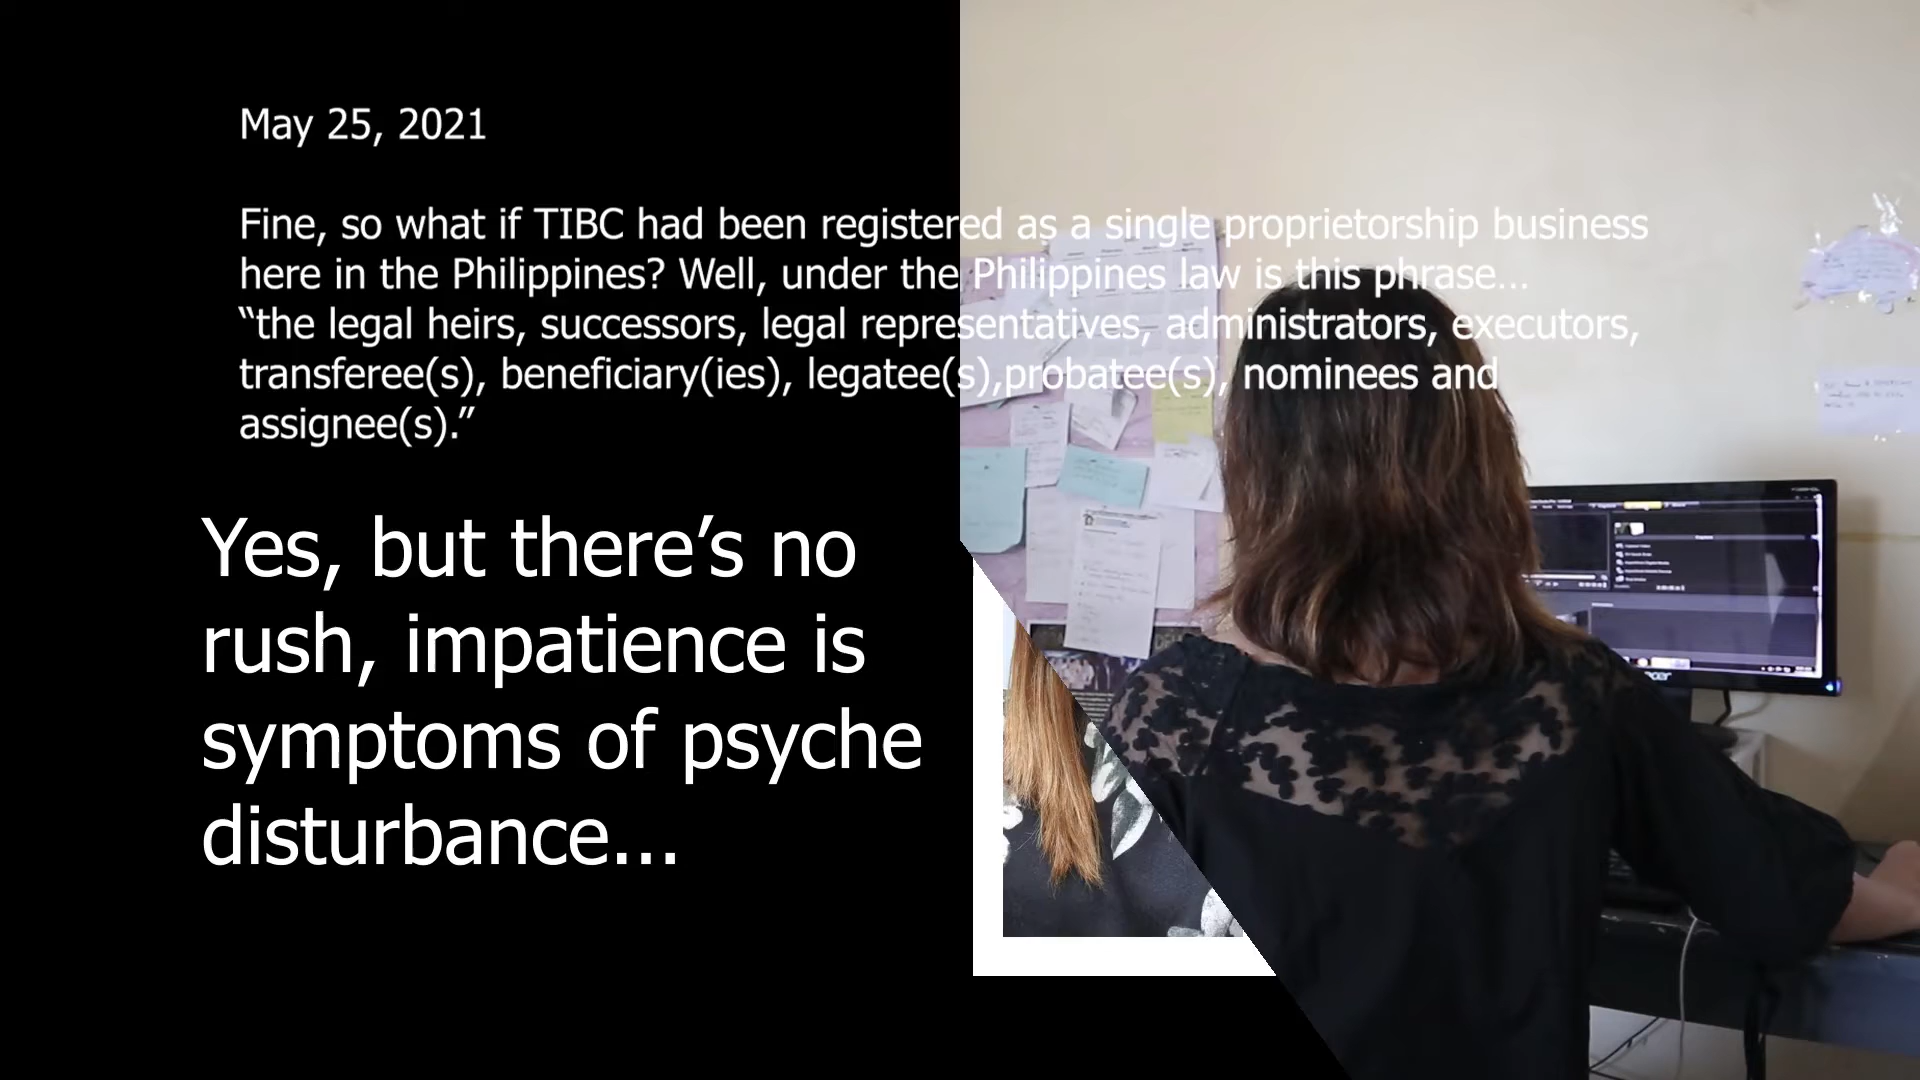 May 25, 2021
Fine, so what if TIBC had been registered as a single proprietorship business
here in the Philippines? Well, under the Philippines law is this phrase...
“the legal heirs, successors, legal representatives, administrators, executors,
transferee(s), beneficiary(ies), legatee(s),probatee(s), nominees and
assignee(s).”
Yes, but there’s no
rush, impatience is
symptoms of psyche
disturbance...